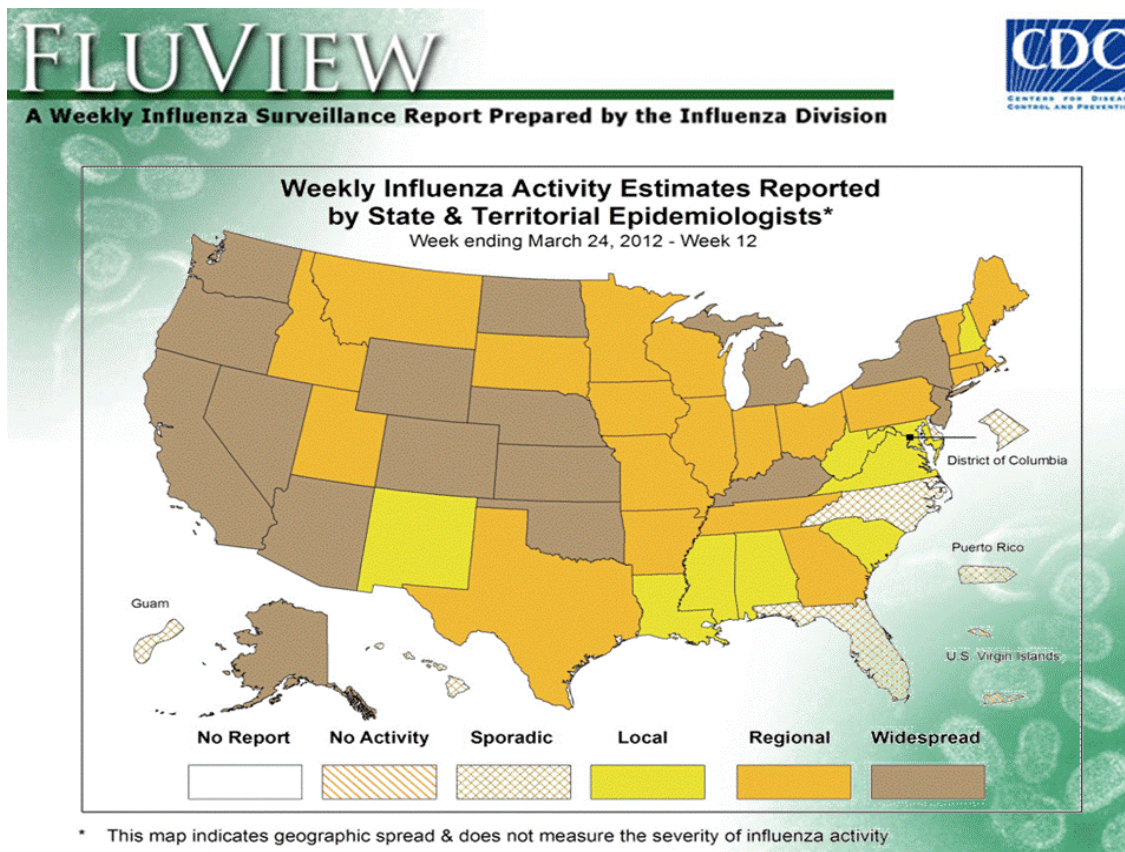 FLUVIEW
CDC
A Weekly Influenza Surveillance Report Prepared by the Influenza Division
Weekly Influenza Activity Estimates Reported
by State & Territorial Epidemiologists*
Week ending March 24, 2012 - Week 12
District of Columbia
Puerto Rico
Guam
U.S. Virgin Islands
No Report
No Activity
Sporadic
Local
Regional
Widespread
* This map indicates geographic spread & does not measure the severity of influenza activity